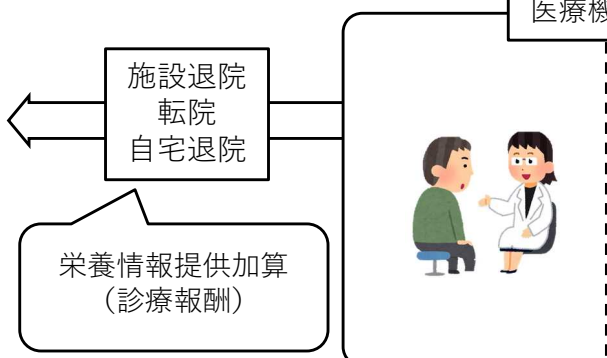 医療機
施設退院
転院
自宅退院
栄養情報提供加算
（診療報酬）